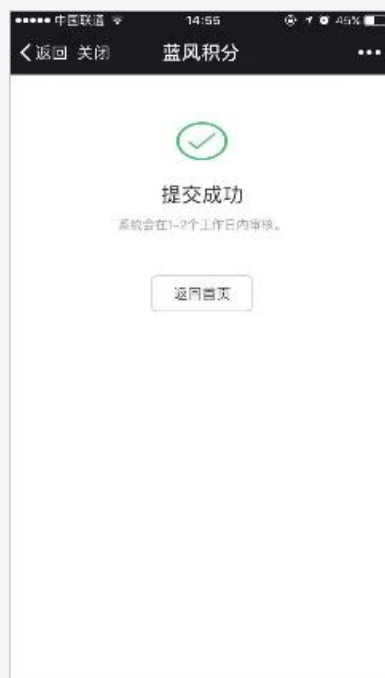 中国联通 14:55 45%
返回 关闭 蓝风积分
提交成功
系统会在1-2个工作日内审核。
返回首页